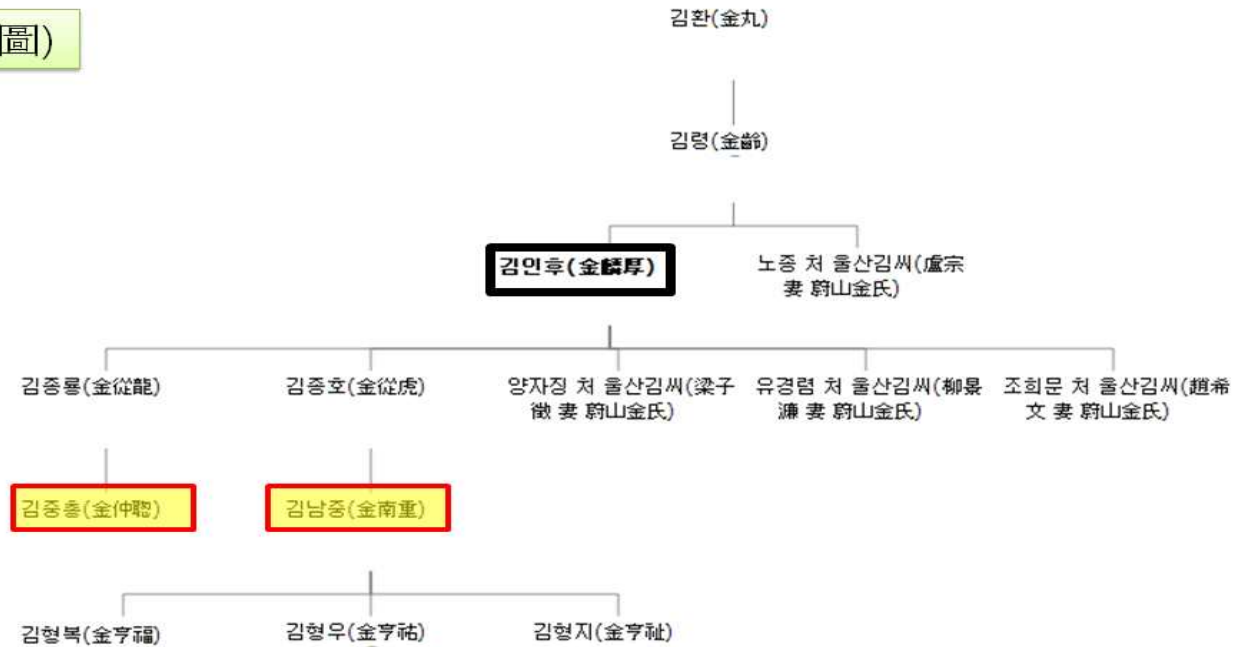 圖)
김환(金丸)
김령(金齡)
김인후(金麟厚)
노종 처 울산김씨(盧宗
妻 蔚山金氏)
김종룡(金從龍)
김종호(金從虎)
양자징 처 울산김씨(梁子
徵 妻 蔚山金氏)
유경렴 처 울산김씨(柳景
濂 妻 蔚山金氏)
조희문 처 울산김씨(趙希
文 妻 蔚山金氏)
김중총(金仲聰)
김남중(金南重)
김형복(金亨福)
김형우(金亨祐)
김형지(金亨祉)